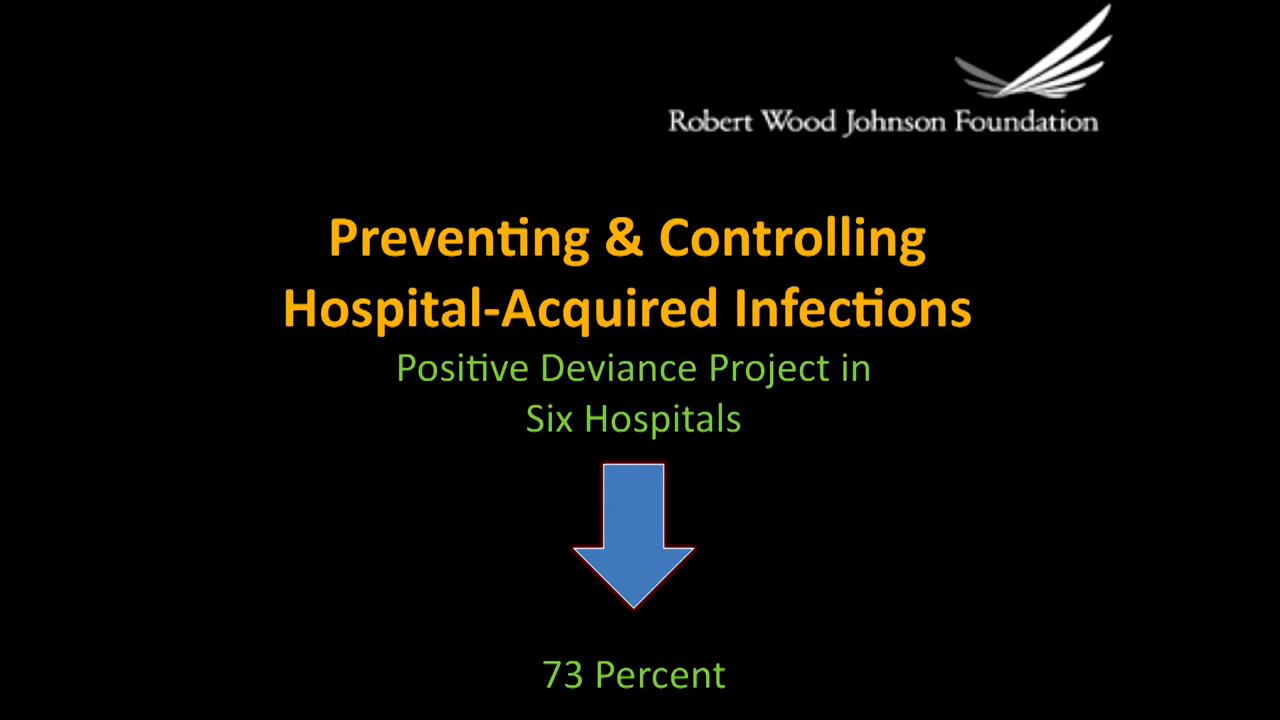 Robert Wood Johnson Foundation
Preventing & Controlling
Hospital-Acquired Infections
Positive Deviance Project in
Six Hospitals
73 Percent